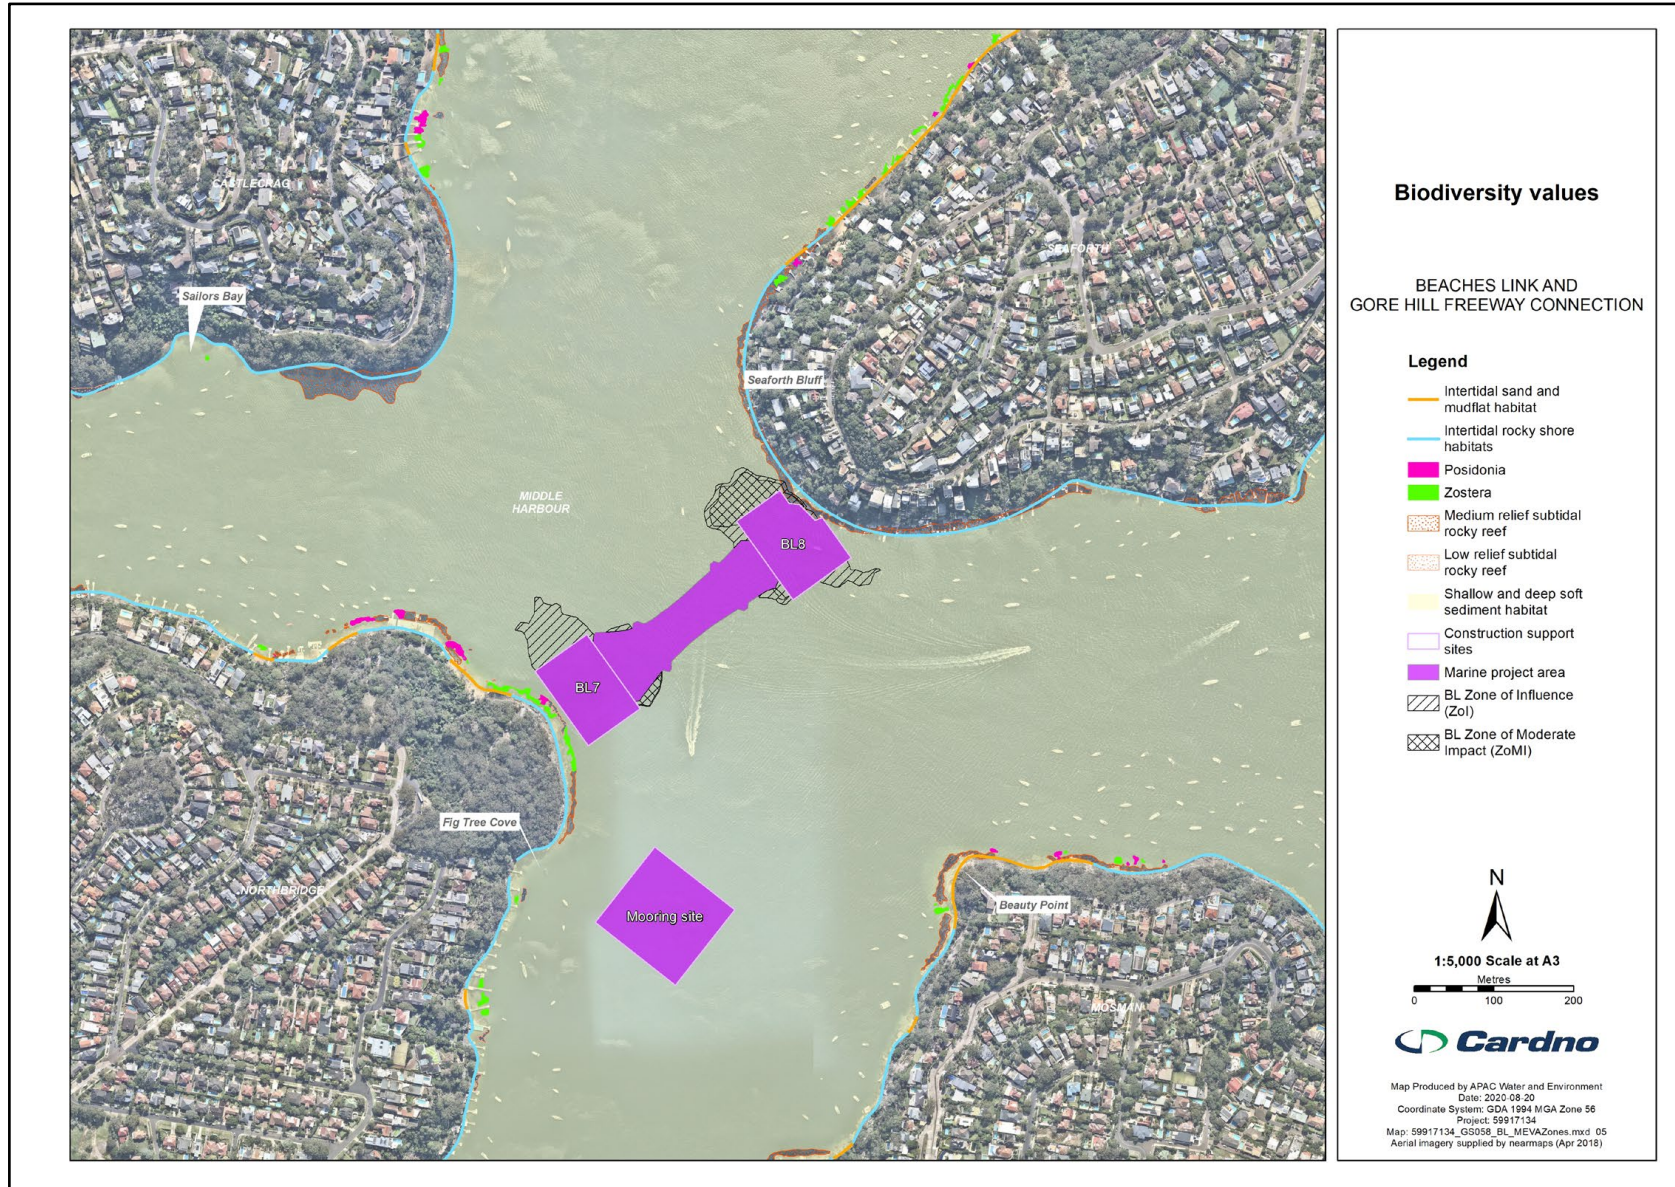 CASTLECRAG
Sailors Bay
SEAFORTH
Seaforth Bluff
MIDDLE
HARBOUR
BL8
BL7
Fig Tree Cove
NORTHBRIDGE
Mooring site
Beauty Point
MOSMAN
Biodiversity values
BEACHES LINK AND
GORE HILL FREEWAY CONNECTION
Legend
Intertidal sand and
mudflat habitat
Intertidal rocky shore
habitats
Posidonia
Zostera
Medium relief subtidal
rocky reef
Low relief subtidal
rocky reef
Shallow and deep soft
sediment habitat
Construction support
sites
Marine project area
BL Zone of Influence
(ZoI)
BL Zone of Moderate
Impact (ZoMI)
N
1:5,000 Scale at A3
Metres
0 100 200
Cardno
Map Produced by APAC Water and Environment
Date: 2020-08-20
Coordinate System: GDA 1994 MGA Zone 56
Project: 59917134
Map: 59917134_GS058_BL_MEVAZones.mxd 05
Aerial imagery supplied by nearmaps (Apr 2018)